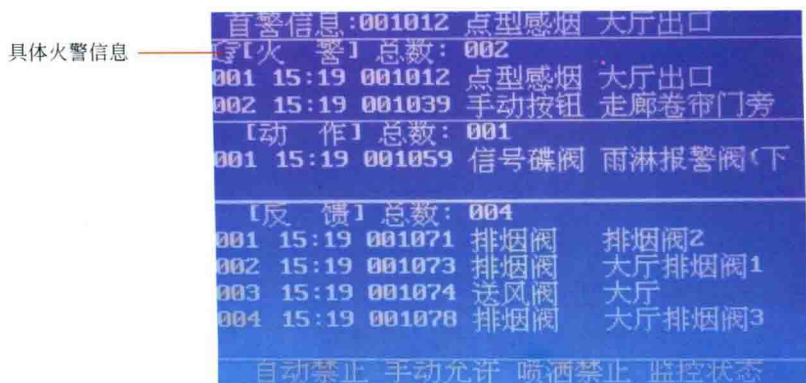 具体火警信息
首警信息:001012 点型感烟 大厅出口
[火 警] 总数: 002
001 15:19 001012 点型感烟 大厅出口
002 15:19 001039 手动按钮 走廊卷帘门旁
[动 作] 总数: 001
001 15:19 001059 信号碟阀 雨淋报警阀(下
[反 馈] 总数: 004
001 15:19 001071 排烟阀 排烟阀2
002 15:19 001073 排烟阀 大厅排烟阀1
003 15:19 001074 送风阀 大厅
004 15:19 001078 排烟阀 大厅排烟阀3
自动禁止 手动允许 喷洒禁止 监控状态